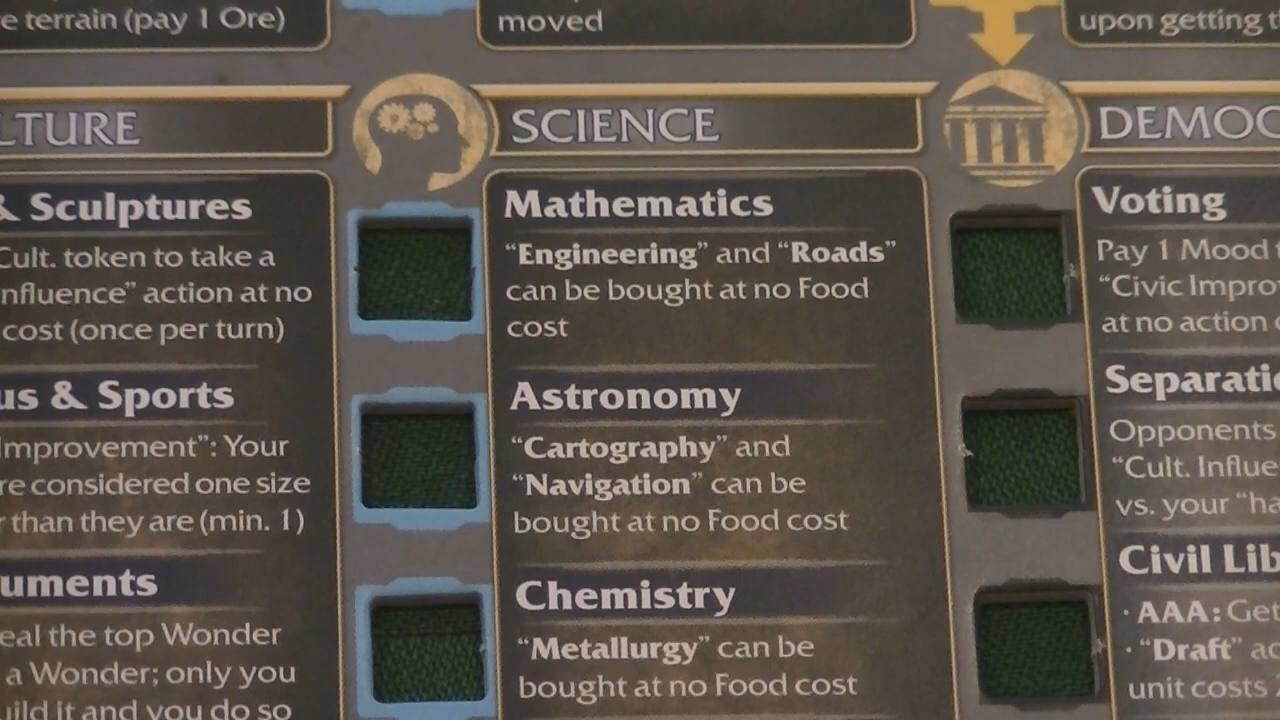 e terrain (pay 1 Ore)
moved
upon getting
LTURE
& Sculptures
Cult. token to take a
nfluence" action at no
cost (once per turn)
us & Sports
Improvement": Your
re considered one size
r than they are (min. 1)
uments
eal the top Wonder
a Wonder; only you
uild it and you do so
SCIENCE
Mathematics
"Engineering" and "Roads"
can be bought at no Food
cost
Astronomy
"Cartography" and
"Navigation" can be
bought at no Food cost
Chemistry
"Metallurgy" can be
bought at no Food cost
DEMOC
Voting
Pay 1 Mood
"Civic Impro
at no action
Separati
Opponents
"Cult. Influe
vs. your "ha
Civil Lib
· AAA: Get
· "Draft" ac
unit costs